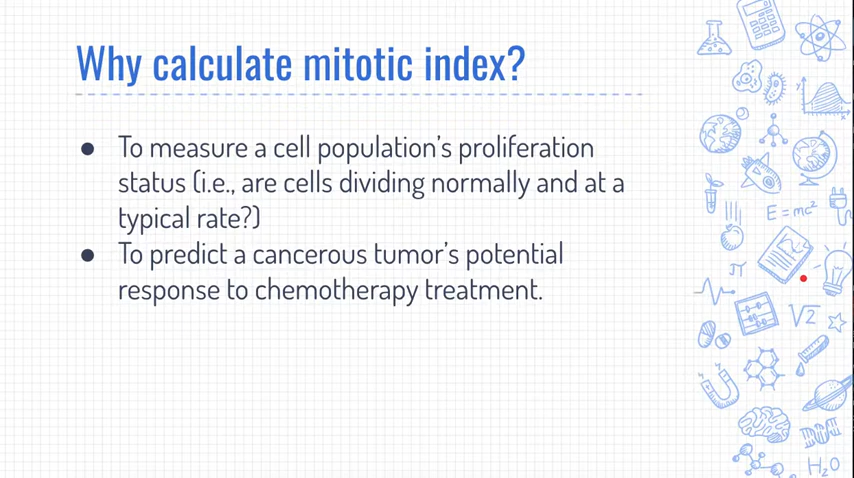 Why calculate mitotic index?
● To measure a cell population's proliferation
status (i.e., are cells dividing normally and at a
typical rate?)
● To predict a cancerous tumor's potential
response to chemotherapy treatment.
y
x
E=mc²
π
√2
H₂O